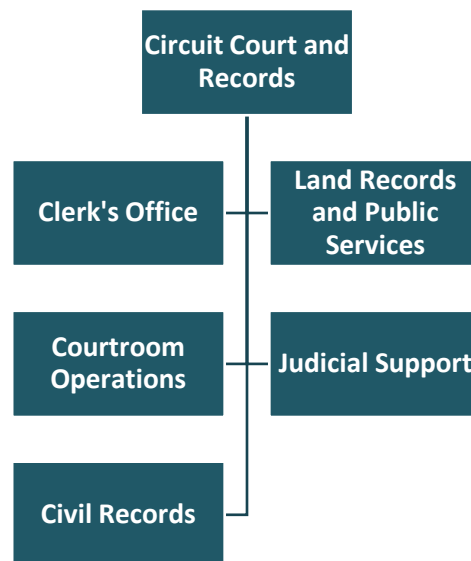 Circuit Court and
Records
Clerk's Office
Land Records
and Public
Services
Courtroom
Operations
Judicial Support
Civil Records